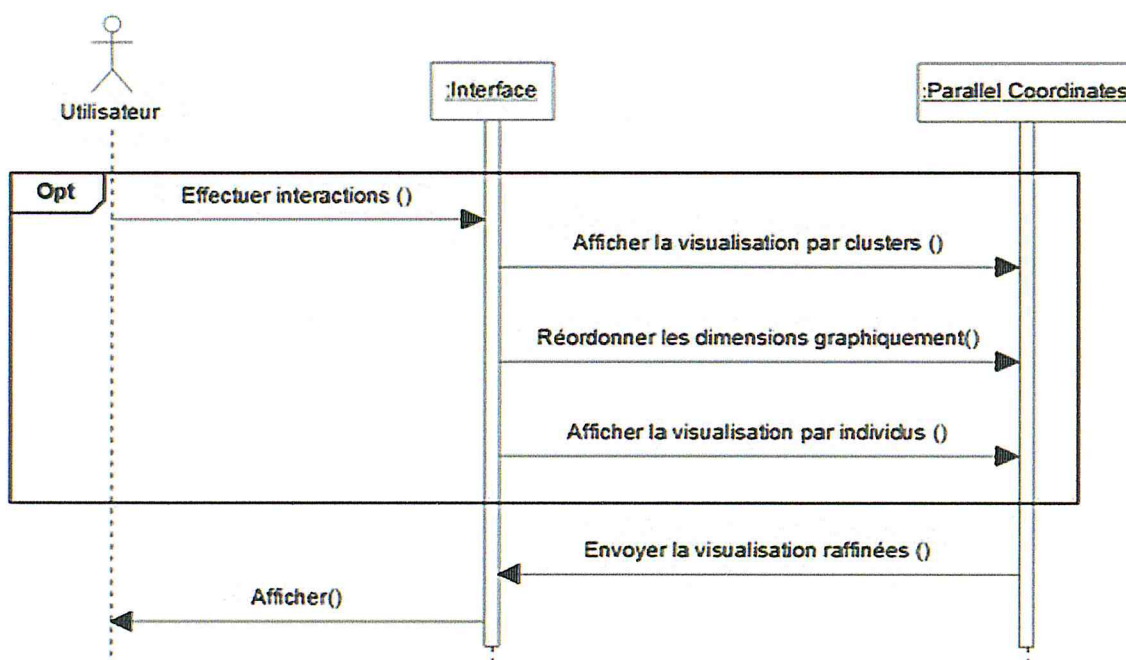 Utilisateur
:Interface
:Parallel Coordinates
Opt
Effectuer interactions ()
Afficher la visualisation par clusters ()
Réordonner les dimensions graphiquement()
Afficher la visualisation par individus ()
Envoyer la visualisation raffinées ()
Afficher()